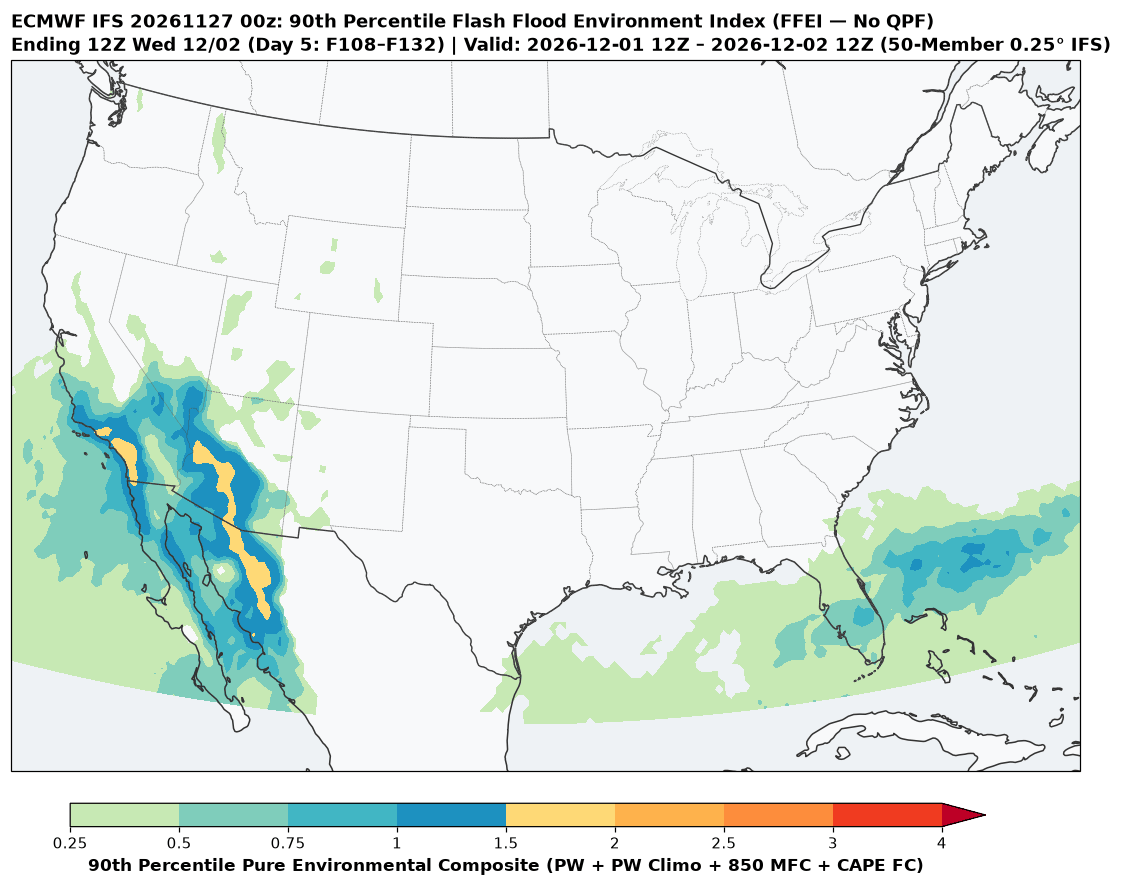 ECMWF IFS 20261127 00z: 90th Percentile Flash Flood Environment Index (FFEI — No QPF)
Ending 12Z Wed 12/02 (Day 5: F108–F132) | Valid: 2026-12-01 12Z – 2026-12-02 12Z (50-Member 0.25° IFS)
0.25 0.5 0.75 1 1.5 2 2.5 3 4
90th Percentile Pure Environmental Composite (PW + PW Climo + 850 MFC + CAPE FC)